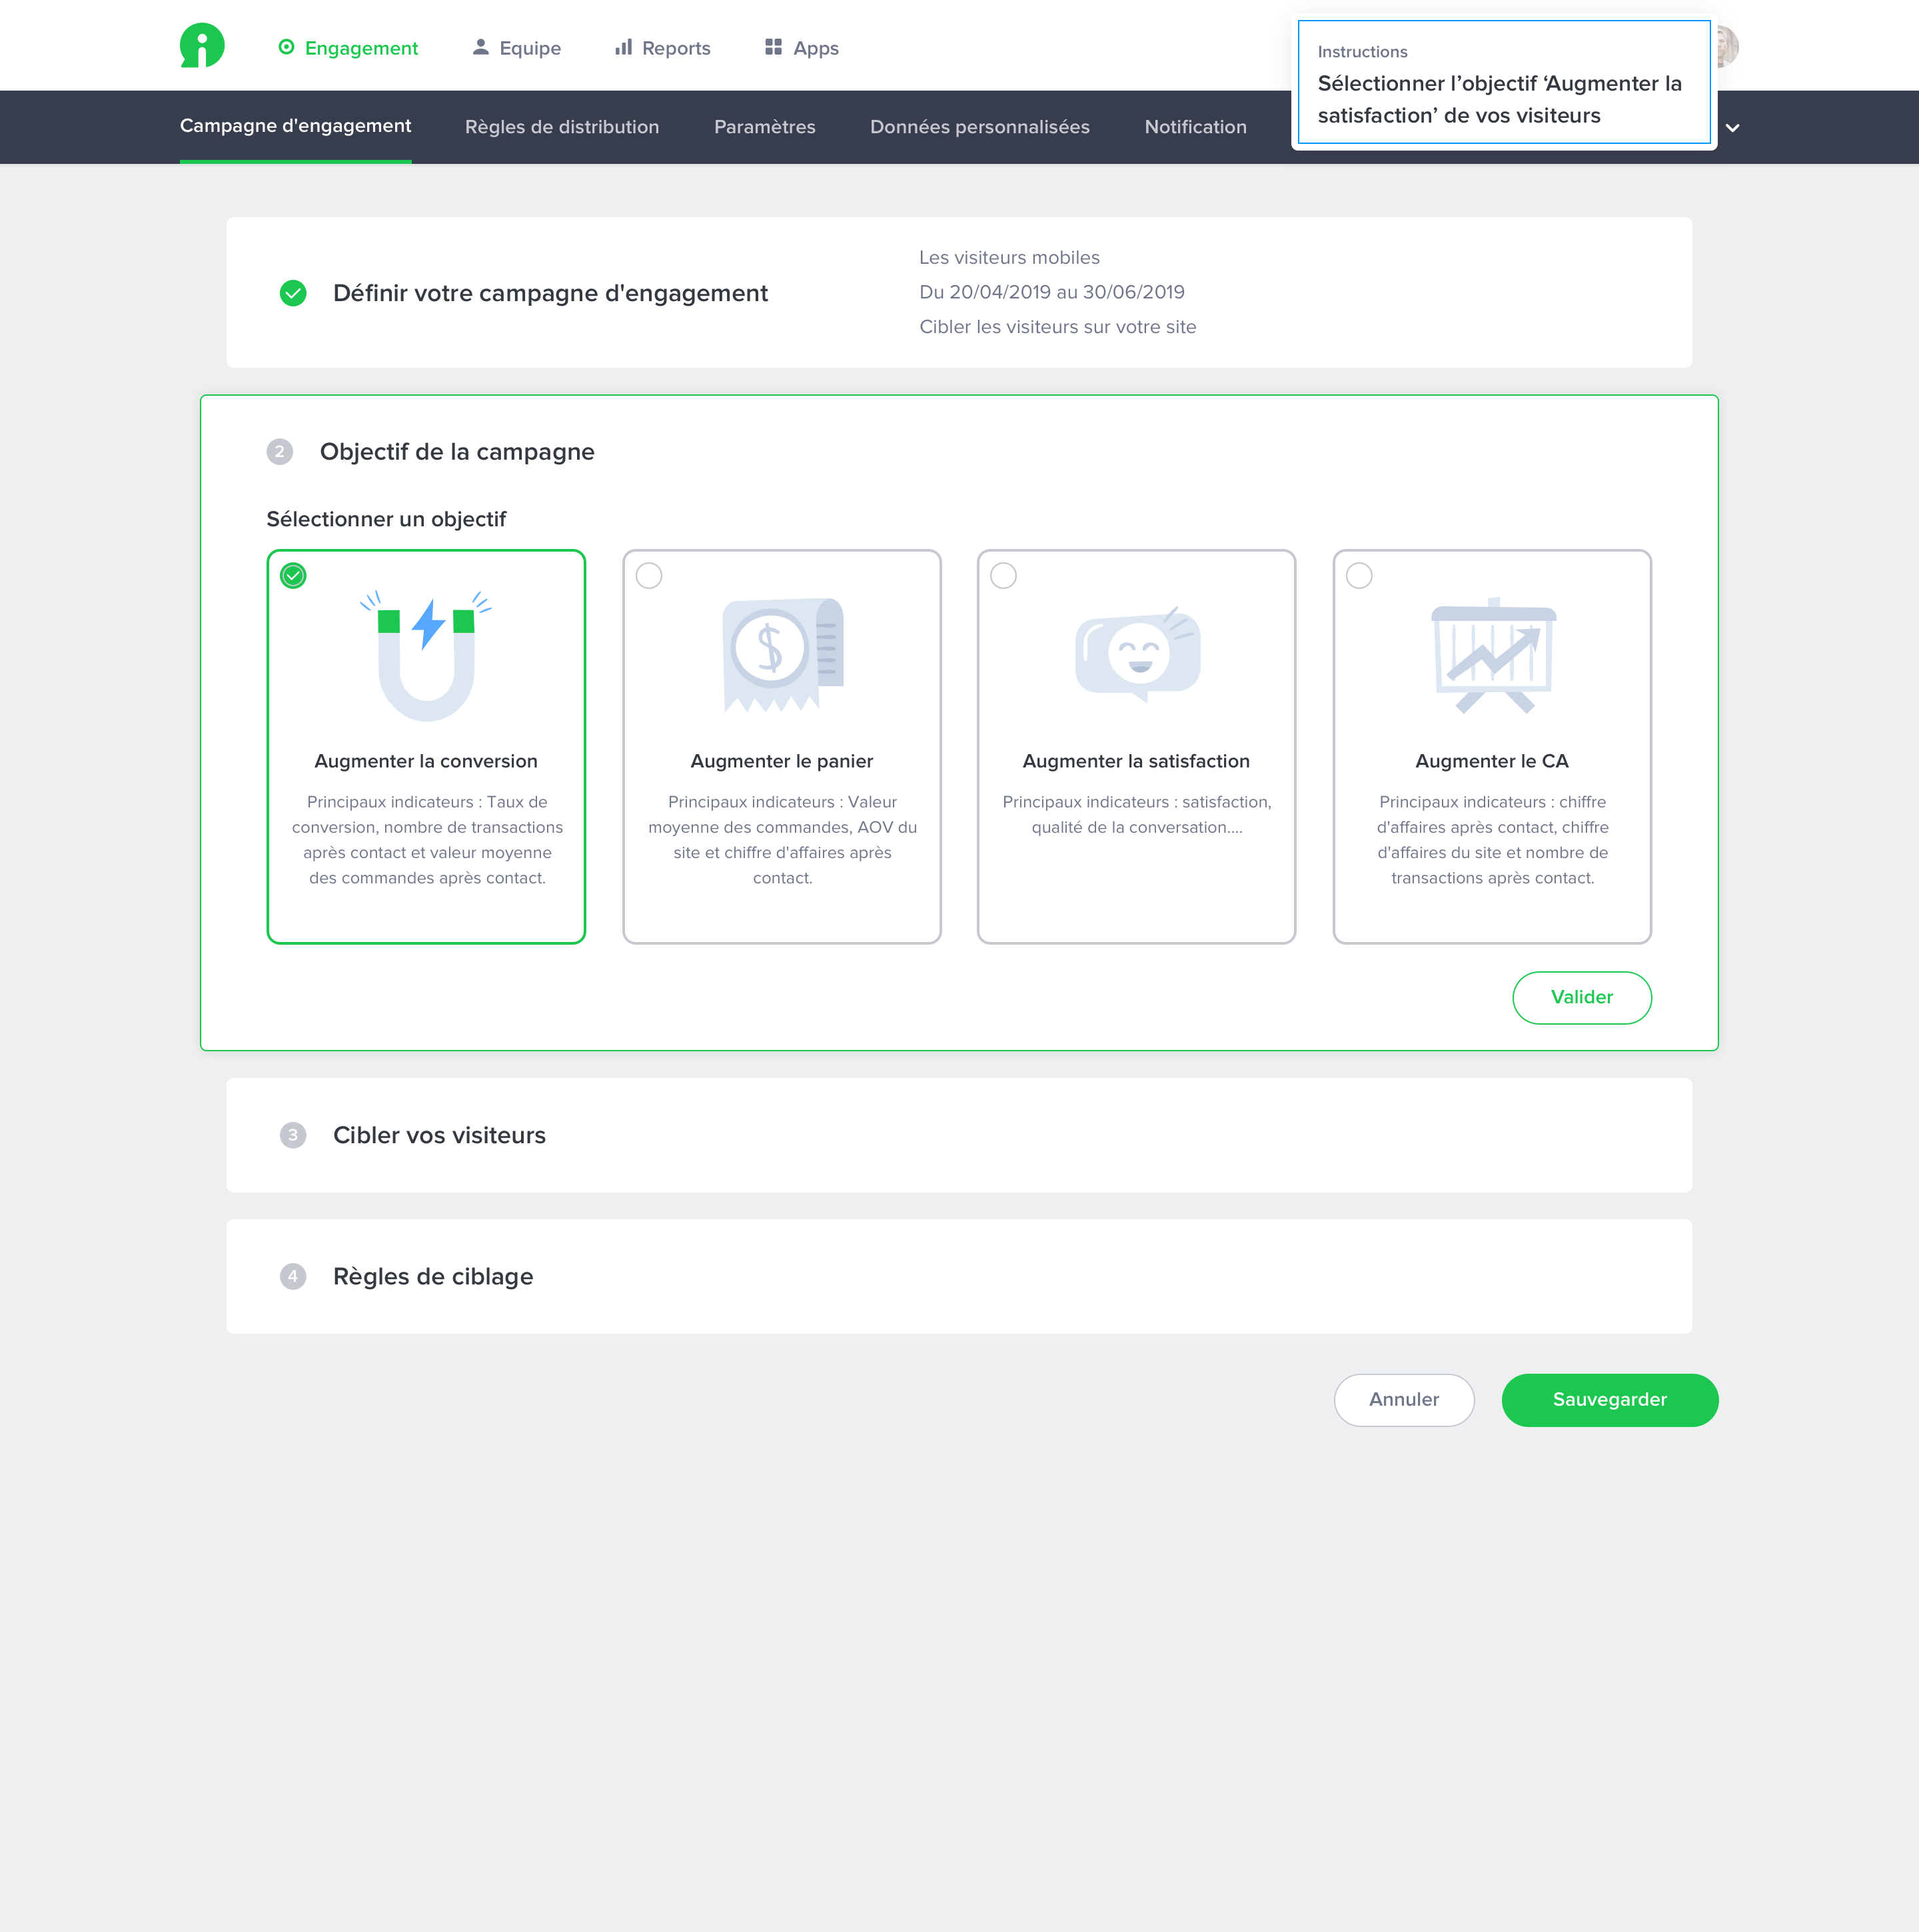 Engagement
Equipe
Reports
Apps
Instructions
Sélectionner l’objectif ‘Augmenter la
satisfaction’ de vos visiteurs
Campagne d'engagement
Règles de distribution
Paramètres
Données personnalisées
Notification
Définir votre campagne d'engagement
Les visiteurs mobiles
Du 20/04/2019 au 30/06/2019
Cibler les visiteurs sur votre site
2 Objectif de la campagne
Sélectionner un objectif
Augmenter la conversion
Principaux indicateurs : Taux de
conversion, nombre de transactions
après contact et valeur moyenne
des commandes après contact.
$
Augmenter le panier
Principaux indicateurs : Valeur
moyenne des commandes, AOV du
site et chiffre d'affaires après
contact.
Augmenter la satisfaction
Principaux indicateurs : satisfaction,
qualité de la conversation....
Augmenter le CA
Principaux indicateurs : chiffre
d'affaires après contact, chiffre
d'affaires du site et nombre de
transactions après contact.
Valider
3 Cibler vos visiteurs
4 Règles de ciblage
Annuler
Sauvegarder